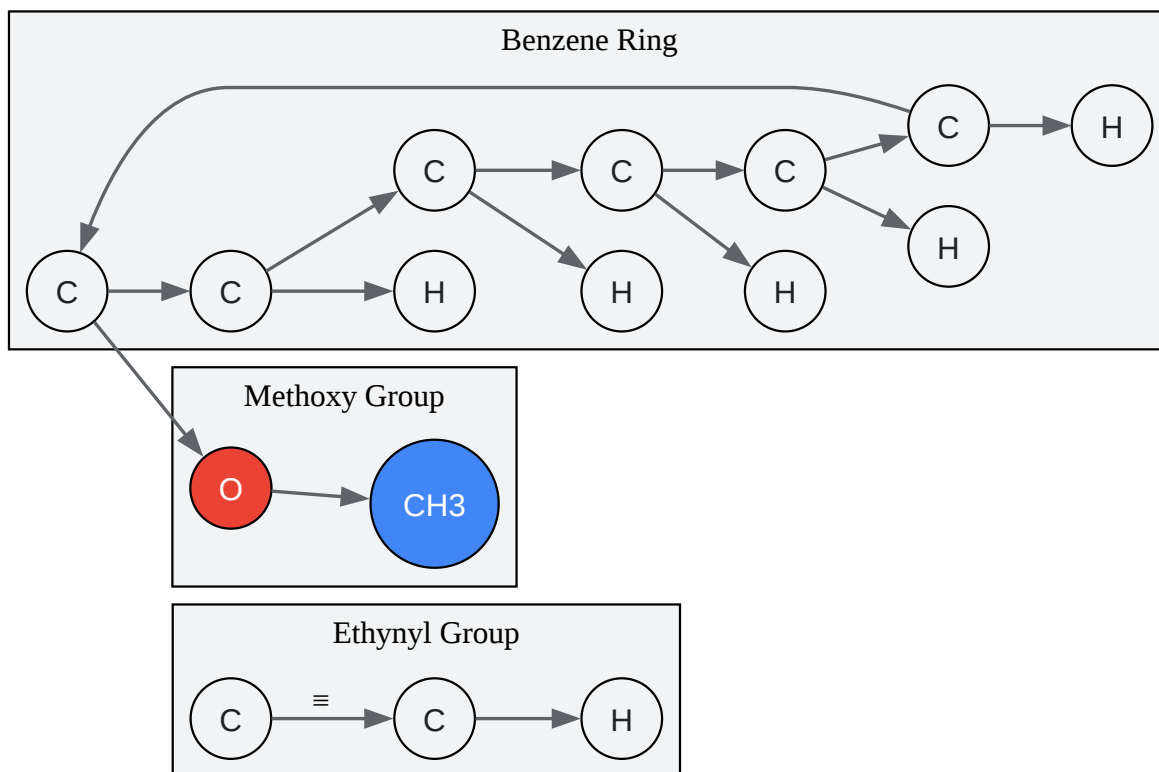 Benzene Ring
C H
C C C
H
C C H H H
Methoxy Group
O CH3
Ethynyl Group
≡
C C H